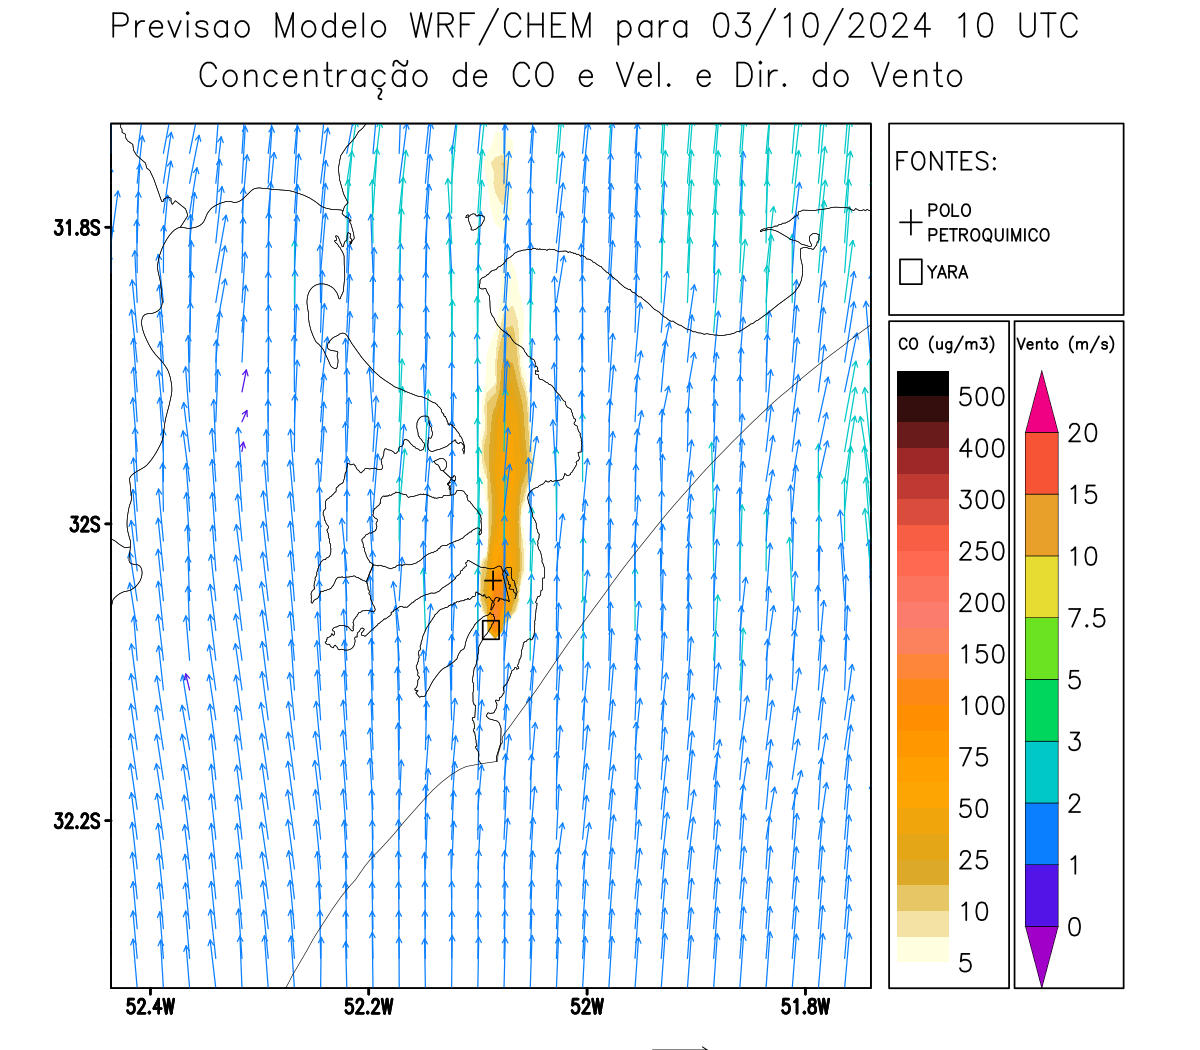 Previsao Modelo WRF/CHEM para 03/10/2024 10 UTC
Concentração de CO e Vel. e Dir. do Vento
FONTES:
POLO
PETROQUIMICO
YARA
CO (ug/m3)
500
400
300
250
200
150
100
75
50
25
10
5
Vento (m/s)
20
15
10
7.5
5
3
2
1
0
31.8S
32S
32.2S
52.4W
52.2W
52W
51.8W